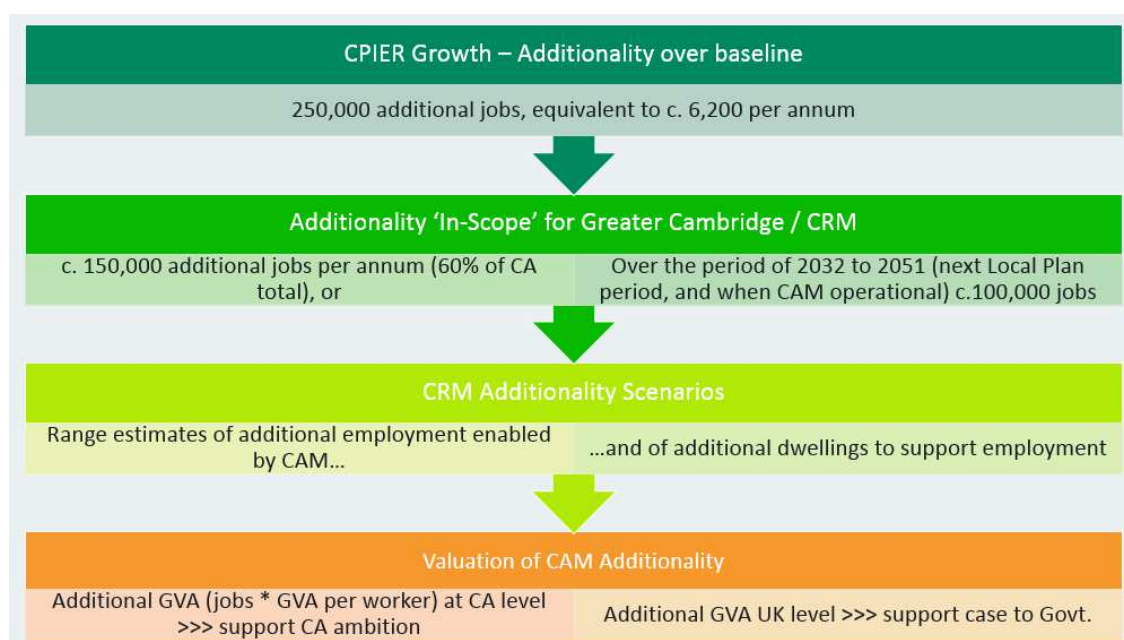 CPIER Growth – Additionality over baseline
250,000 additional jobs, equivalent to c. 6,200 per annum
Additionality ‘In-Scope’ for Greater Cambridge / CRM
c. 150,000 additional jobs per annum (60% of CA
total), or
Over the period of 2032 to 2051 (next Local Plan
period, and when CAM operational) c.100,000 jobs
CRM Additionality Scenarios
Range estimates of additional employment enabled
by CAM…
…and of additional dwellings to support employment
Valuation of CAM Additionality
Additional GVA (jobs * GVA per worker) at CA level
>>> support CA ambition
Additional GVA UK level >>> support case to Govt.